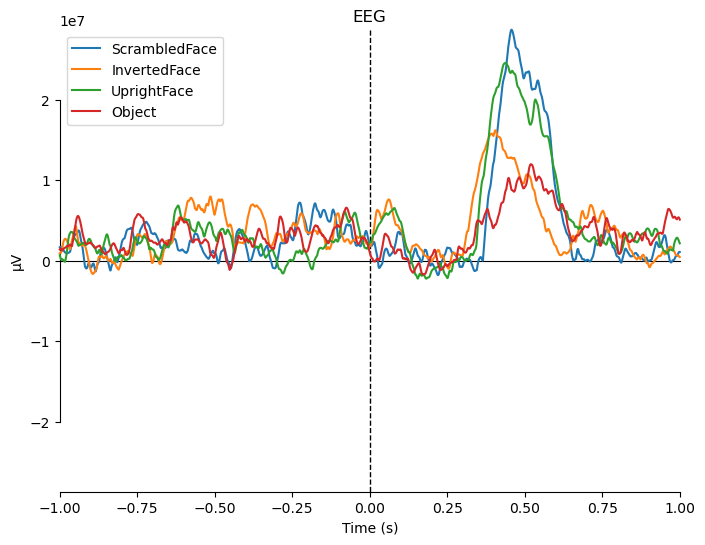 EEG
1e7
ScrambledFace
InvertedFace
UprightFace
Object
2
1
0
−1
−2
µV
−1.00 −0.75 −0.50 −0.25 0.00 0.25 0.50 0.75 1.00
Time (s)